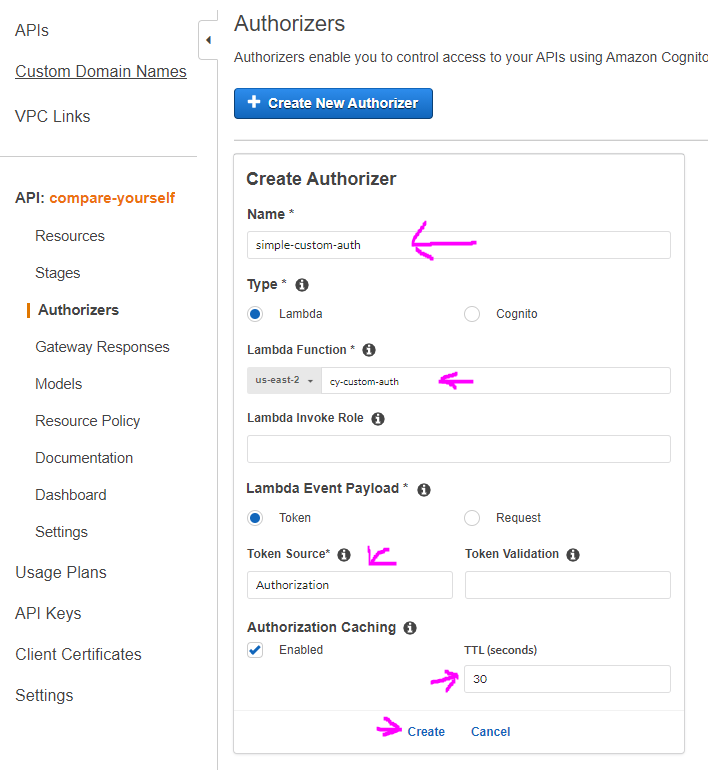 APIs
Custom Domain Names
VPC Links
API: compare-yourself
Resources
Stages
Authorizers
Gateway Responses
Models
Resource Policy
Documentation
Dashboard
Settings
Usage Plans
API Keys
Client Certificates
Settings
Authorizers
Authorizers enable you to control access to your APIs using Amazon Cognito
+ Create New Authorizer
Create Authorizer
Name *
simple-custom-auth
Type *
Lambda Cognito
Lambda Function *
us-east-2 cy-custom-auth
Lambda Invoke Role
Lambda Event Payload *
Token Request
Token Source* Token Validation
Authorization
Authorization Caching
Enabled TTL (seconds)
30
Create Cancel